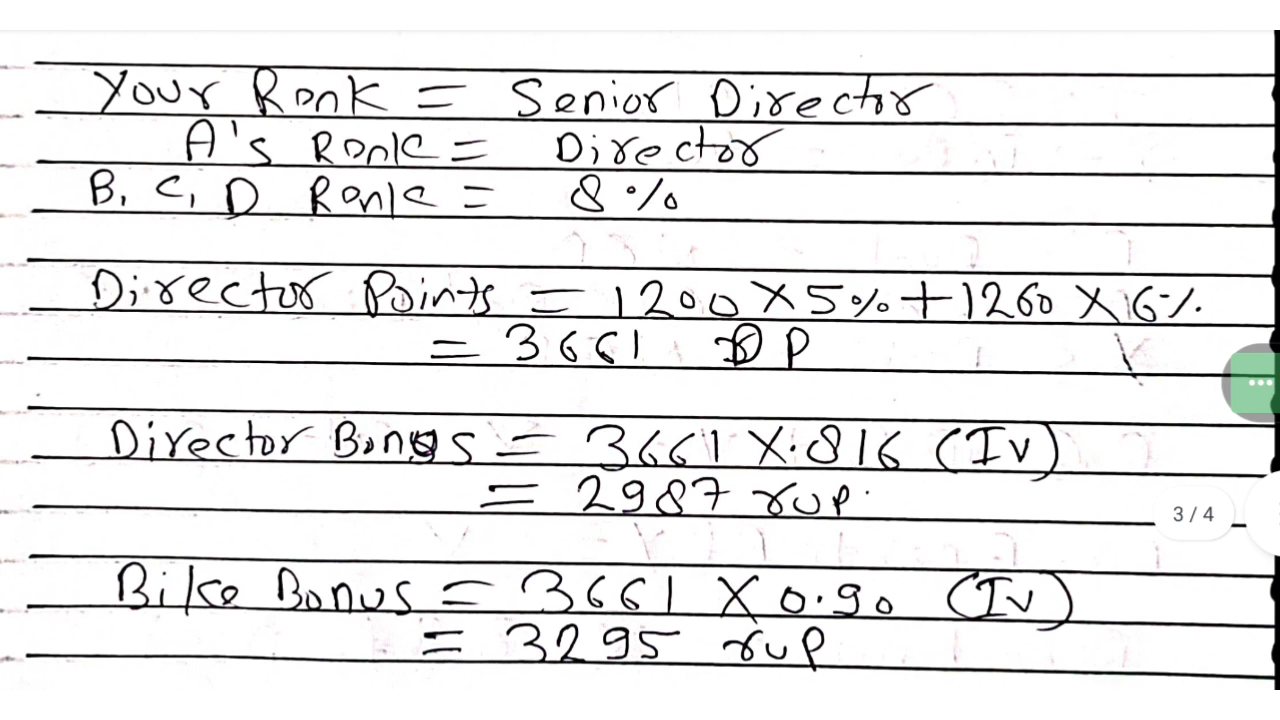 Your Rank = Senior Director
A's Rank = Director
B, C, D Rank = 8%
Director Points = 1200 X 5% + 1260 X 16%
= 3661 DP
Director Bonus = 3661 X .816 (Iv)
= 2987 rup.
Bike Bonus = 3661 X 0.90 (Iv)
= 3295 rup
3 / 4